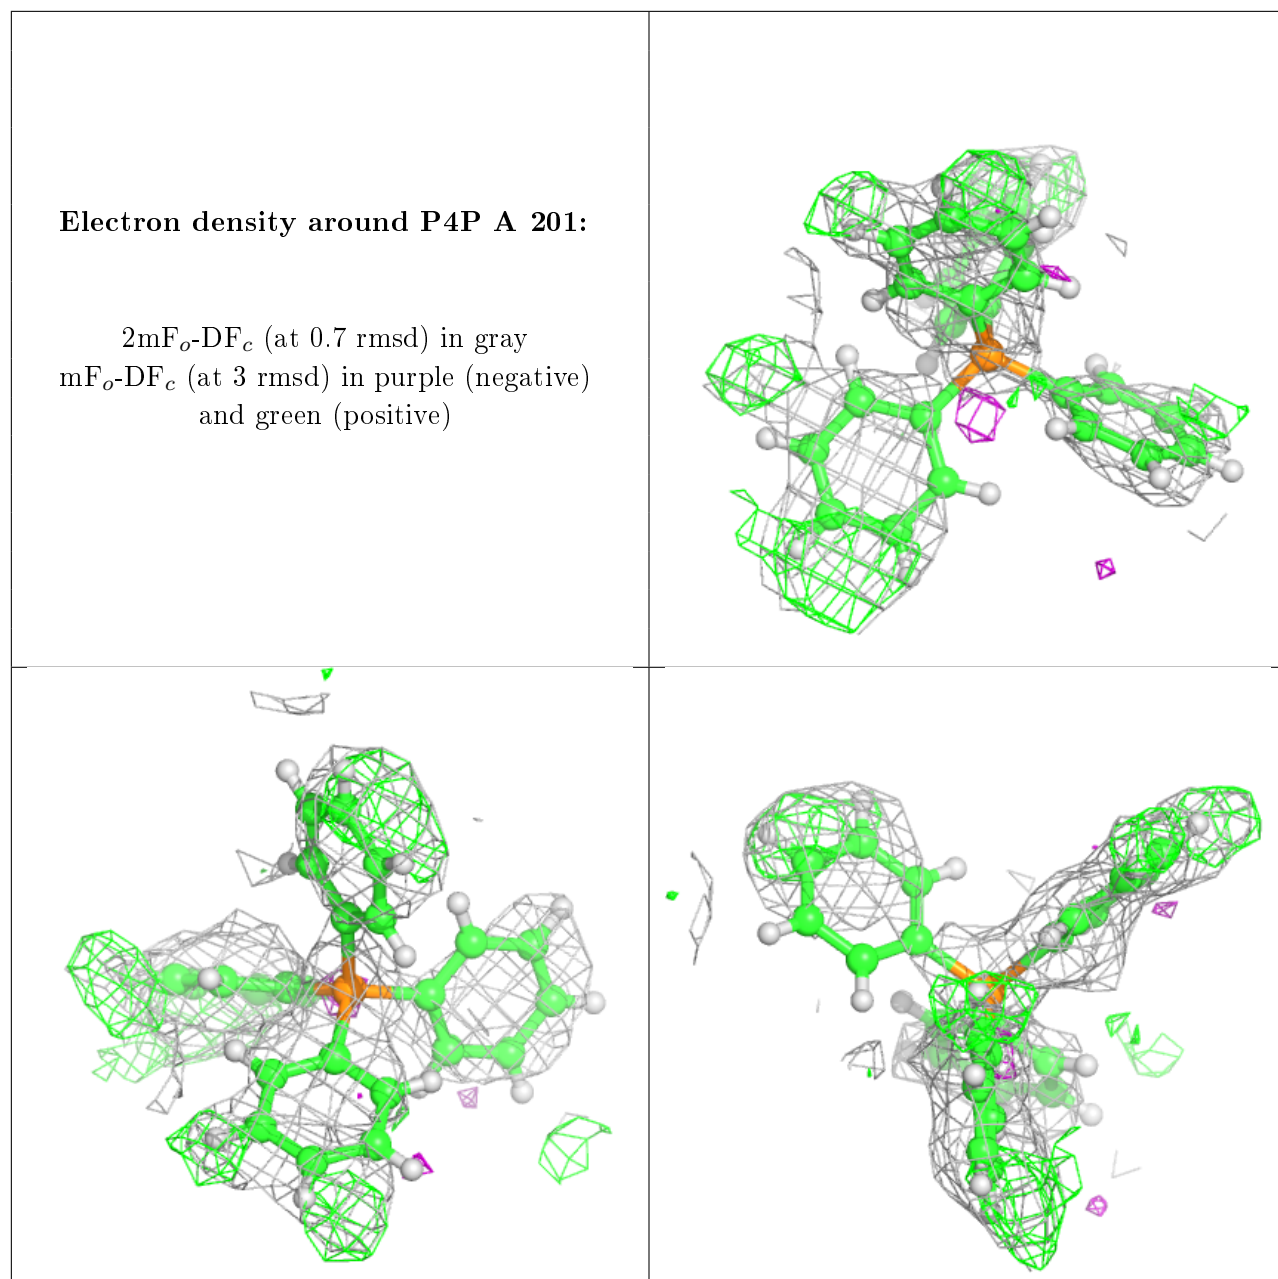 Electron density around P4P A 201:
2mFₒ-DF𝒸 (at 0.7 rmsd) in gray
mFₒ-DF𝒸 (at 3 rmsd) in purple (negative)
and green (positive)